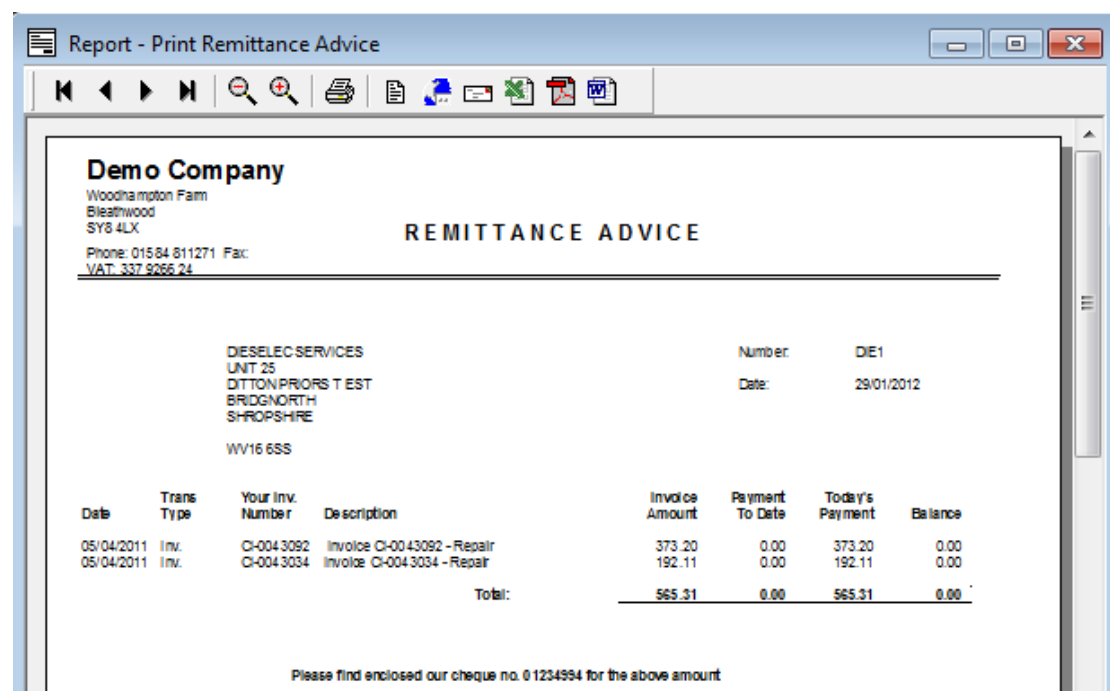 Report - Print Remittance Advice
Demo Company
Woodhampton Farm
Bleathwood
SY8 4LX
Phone: 01584 811271 Fax:
VAT: 337 9266 24
REMITTANCE ADVICE
DIESELEC SERVICES
UNIT 25
DITTON PRIORS T EST
BRIDGNORTH
SHROPSHIRE
WV16 6SS
Number: DIE1
Date: 29/01/2012
Date Trans Type Your Inv. Number Description Invoice Amount Payment To Date Today's Payment Balance
05/04/2011 Inv. CI-0043092 Invoice CI-0043092 - Repair 373.20 0.00 373.20 0.00
05/04/2011 Inv. CI-0043034 Invoice CI-0043034 - Repair 192.11 0.00 192.11 0.00
Total: 565.31 0.00 565.31 0.00
Please find enclosed our cheque no. 01234994 for the above amount